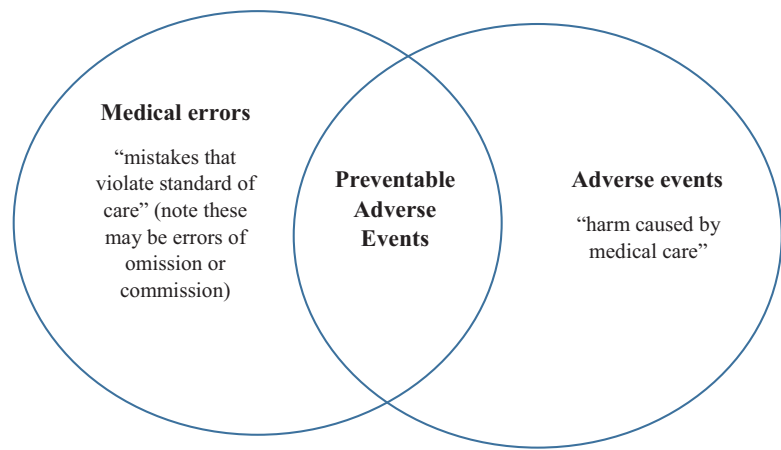 Medical errors
“mistakes that
violate standard of
care” (note these
may be errors of
omission or
commission)
Preventable
Adverse
Events
Adverse events
“harm caused by
medical care”